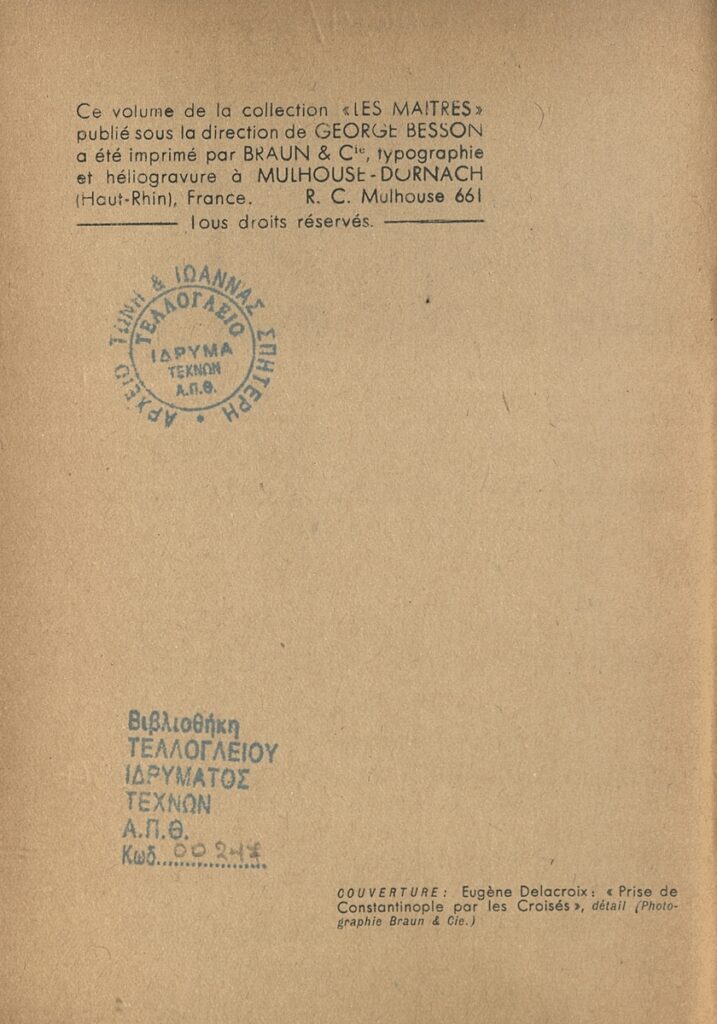 Ce volume de la collection «LES MAITRES»
publié sous la direction de GEORGE BESSON
a été imprimé par BRAUN & Cie, typographie
et héliogravure à MULHOUSE-DORNACH
(Haut-Rhin), France. R. C. Mulhouse 661
Tous droits réservés.
ΑΡΧΕΙΟ ΤΩΝΗ & ΙΩΑΝΝΑΣ ΣΠΗΤΕΡΗ
ΤΕΛΛΟΓΛΕΙΟ
ΙΔΡΥΜΑ
ΤΕΧΝΩΝ
Α.Π.Θ.
Βιβλιοθήκη
ΤΕΛΛΟΓΛΕΙΟΥ
ΙΔΡΥΜΑΤΟΣ
ΤΕΧΝΩΝ
Α.Π.Θ.
Κωδ.
COUVERTURE: Eugène Delacroix: « Prise de
Constantinople par les Croisés », détail (Photo-
graphie Braun & Cie.)